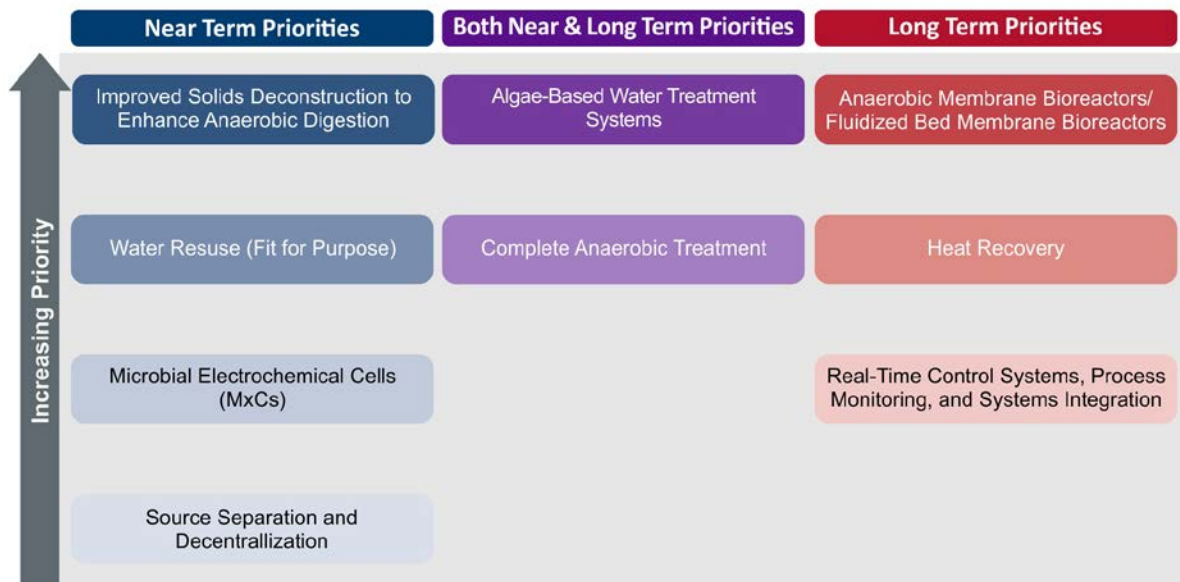 Near Term Priorities
Both Near & Long Term Priorities
Long Term Priorities
Increasing Priority
Improved Solids Deconstruction to
Enhance Anaerobic Digestion
Algae-Based Water Treatment
Systems
Anaerobic Membrane Bioreactors/
Fluidized Bed Membrane Bioreactors
Water Resuse (Fit for Purpose)
Complete Anaerobic Treatment
Heat Recovery
Microbial Electrochemical Cells
(MxCs)
Real-Time Control Systems, Process
Monitoring, and Systems Integration
Source Separation and
Decentrallization